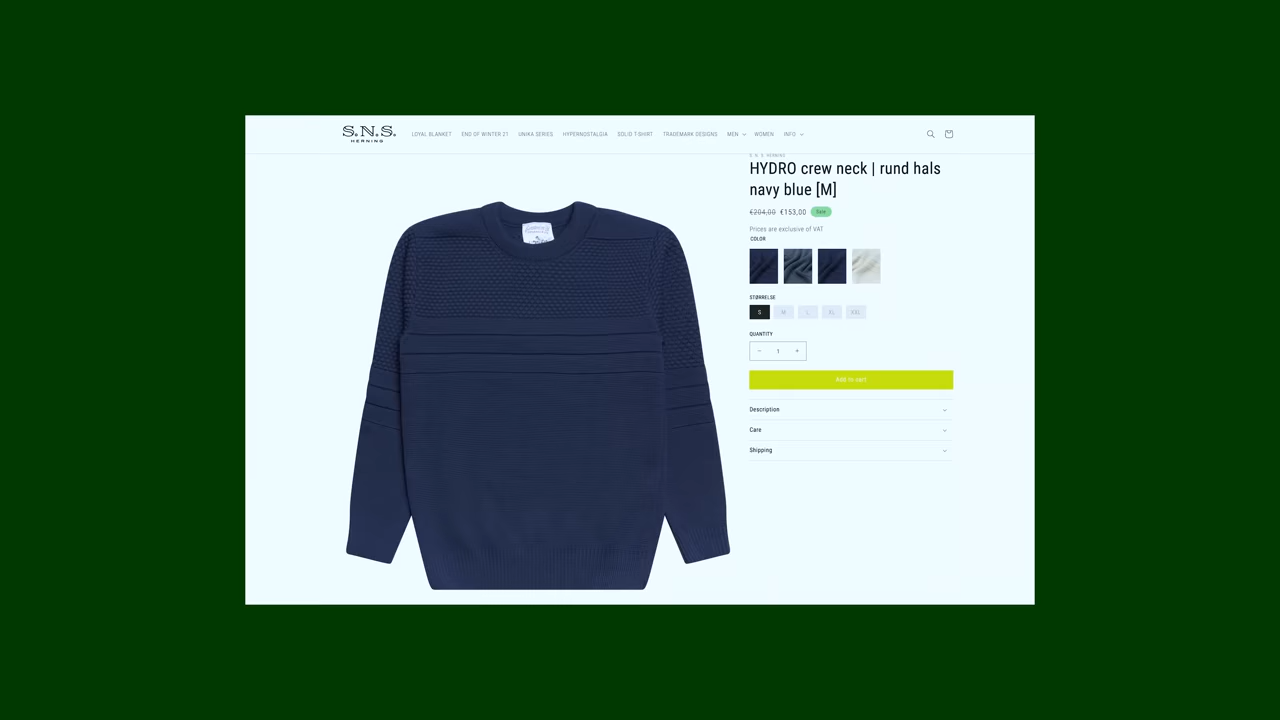 S.N.S.
HERNING
LOYAL BLANKET END OF WINTER 21 UNIKA SERIES HYPERNOSTALGIA SOLID T-SHIRT TRADEMARK DESIGNS MEN WOMEN INFO
S.N.S HERNING
HYDRO crew neck | rund hals
navy blue [M]
€204,00 €153,00 Sale
Prices are exclusive of VAT
COLOR
STØRRELSE
S M L XL XXL
QUANTITY
− 1 +
Add to cart
Description
Care
Shipping